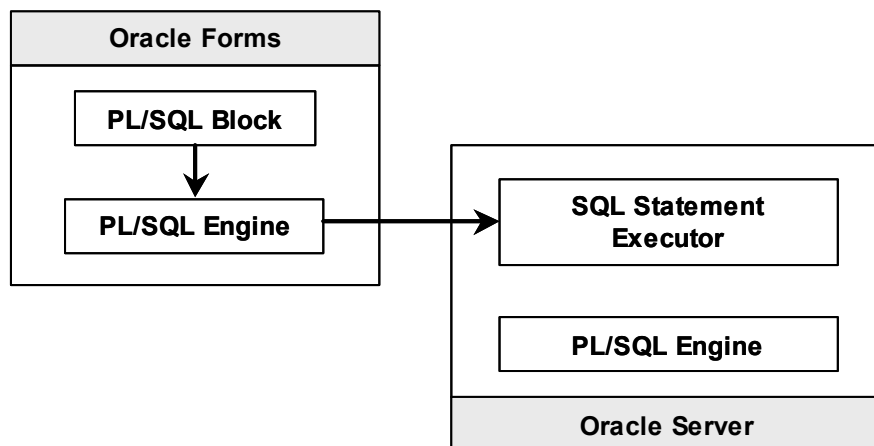 Oracle Forms
PL/SQL Block
PL/SQL Engine
SQL Statement
Executor
PL/SQL Engine
Oracle Server